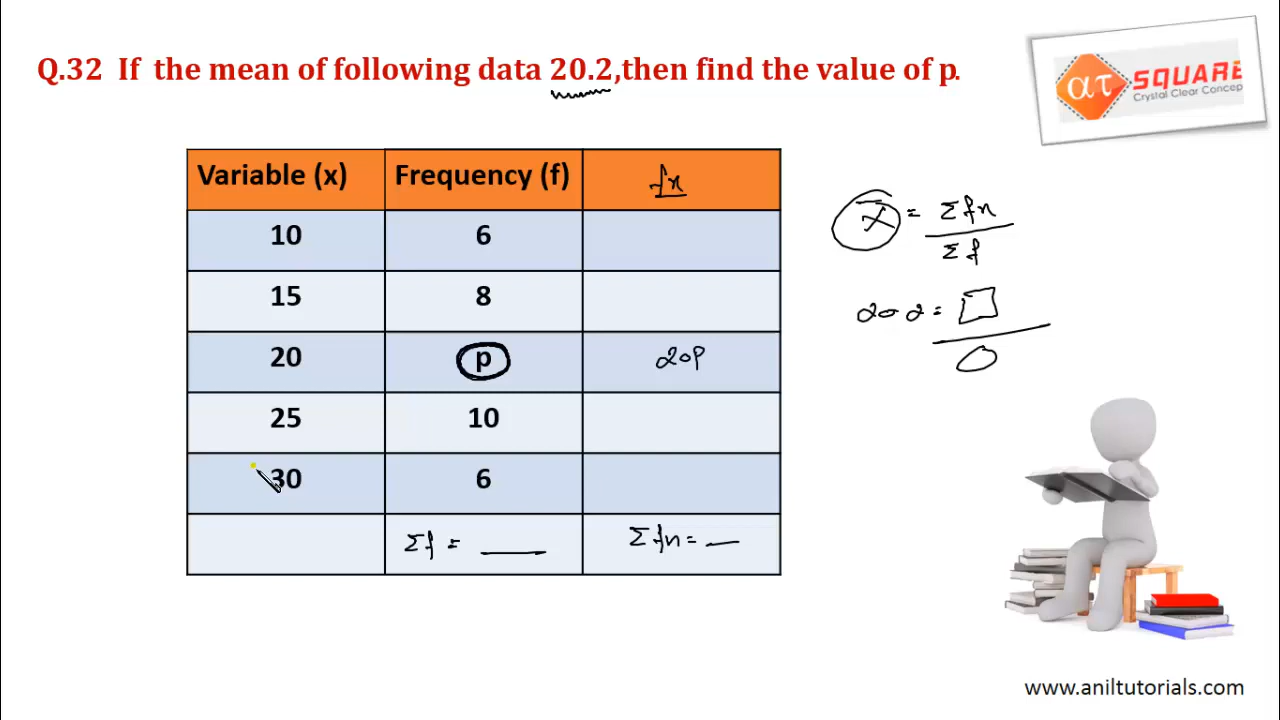 Q.32 If the mean of following data 20.2,then find the value of p.
ατ SQUARE
Crystal Clear Concep
Variable (x) Frequency (f) fx
10 6
15 8
20 p 20p
25 10
30 6
Σf = Σfx =
x̄ = Σfx
Σf
20.2 =
www.aniltutorials.com